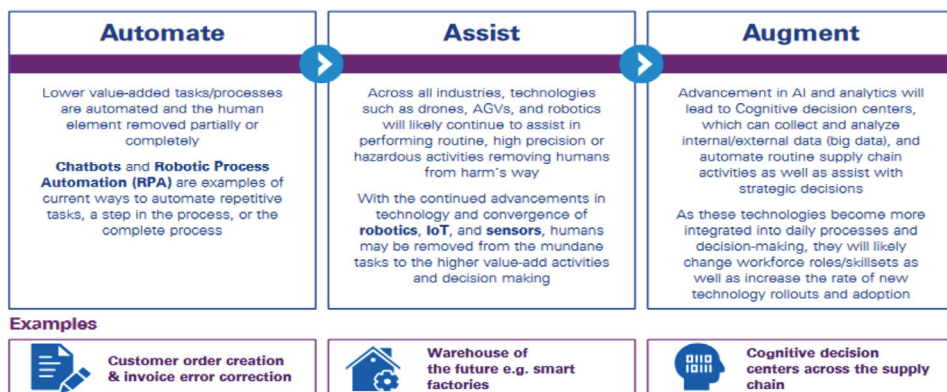 Automate
Lower value-added tasks/processes
are automated and the human
element removed partially or
completely
Chatbots and Robotic Process
Automation (RPA) are examples of
current ways to automate repetitive
tasks, a step in the process, or the
complete process
Assist
Across all industries, technologies
such as drones, AGVs, and robotics
will likely continue to assist in
performing routine, high precision or
hazardous activities removing humans
from harm's way
With the continued advancements in
technology and convergence of
robotics, IoT, and sensors, humans
may be removed from the mundane
tasks to the higher value-add activities
and decision making
Augment
Advancement in AI and analytics will
lead to Cognitive decision centers,
which can collect and analyze
internal/external data (big data), and
automate routine supply chain
activities as well as assist with
strategic decisions
As these technologies become more
integrated into daily processes and
decision-making, they will likely
change workforce roles/skillsets as
well as increase the rate of new
technology rollouts and adoption
Examples
Customer order creation
& invoice error correction
Warehouse of
the future e.g. smart
factories
Cognitive decision
centers across the supply
chain